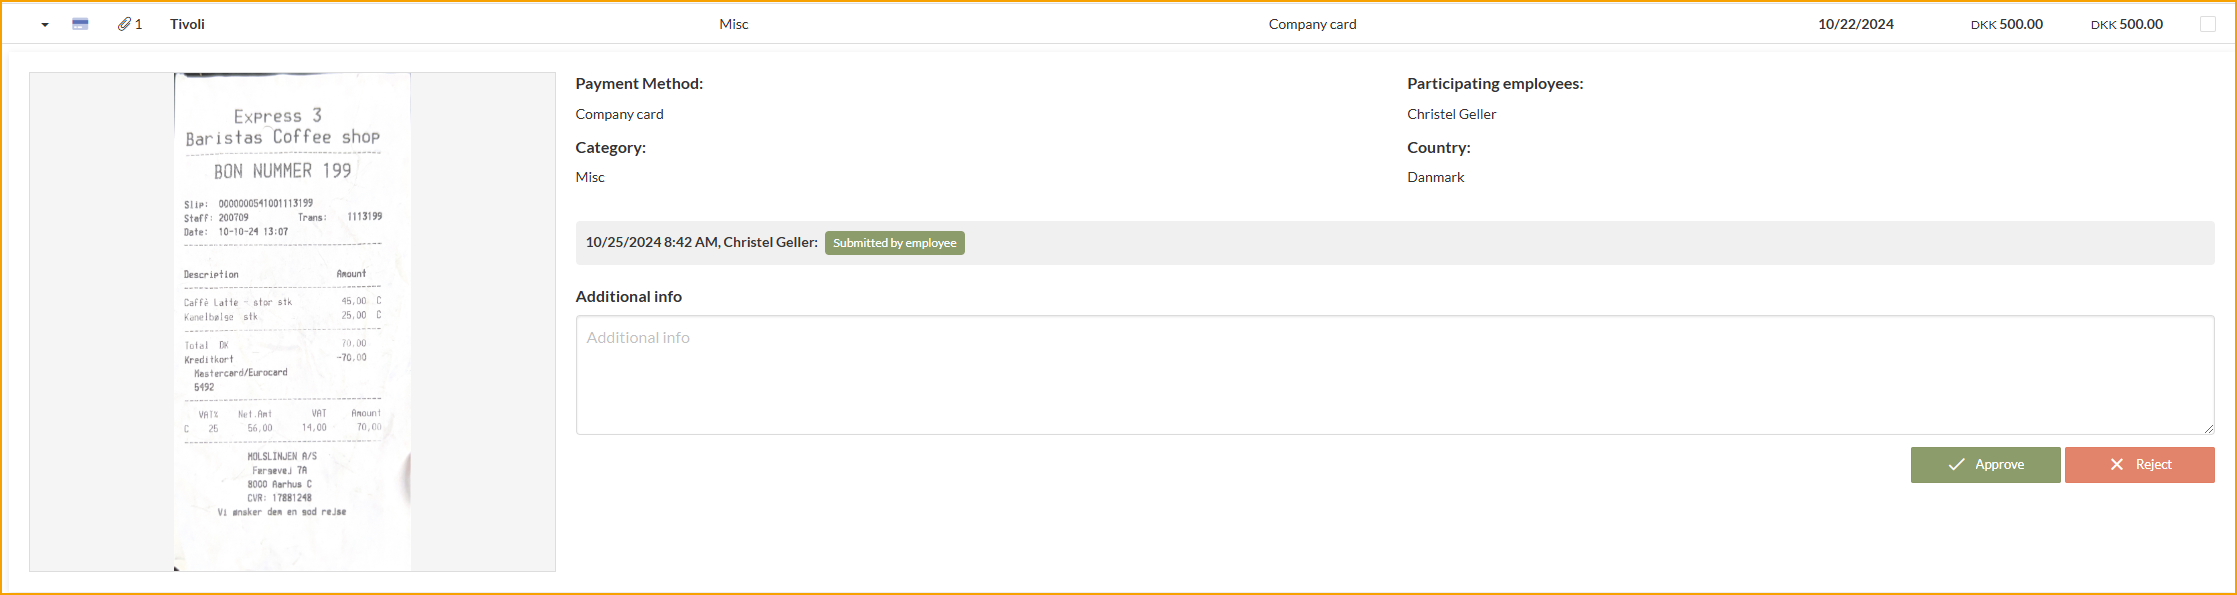 1 Tivoli Misc Company card 10/22/2024 DKK 500.00 DKK 500.00
Express 3
Baristas Coffee shop
BON NUMMER 199
Slip: 0000000541001113199
Staff: 200709 Trans: 1113199
Date: 10-10-24 13:07
Description Amount
Caffé Latte - stor stk 45,00 C
Kanelbølge stk 25,00 C
Total DK 70,00
Kreditkort -70,00
Mastercard/Eurocard
5492
VAT% Net.Amt VAT Amount
C 25 56,00 14,00 70,00
MOLSLINJEN A/S
Færgevej 7A
8000 Aarhus C
CVR: 17881248
Vi ønsker dem en god rejse
Payment Method:
Company card
Category:
Misc
Participating employees:
Christel Geller
Country:
Danmark
10/25/2024 8:42 AM, Christel Geller: Submitted by employee
Additional info
Additional info
Approve Reject